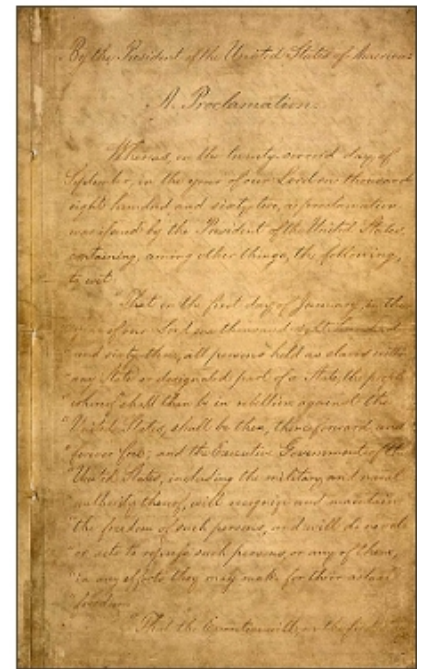 By the President of the United States of America:
A Proclamation.
Whereas, on the twenty-second day of
September, in the year of our Lord one thousand
eight hundred and sixty two, a proclamation
was issued by the President of the United States,
containing, among other things, the following,
to wit:
"That on the first day of January, in the
"year of our Lord one thousand eight hundred
"and sixty-three, all persons held as slaves within
"any State or designated part of a State, the people
"whereof shall then be in rebellion against the
"United States, shall be then, thenceforward, and
"forever free; and the Executive Government of the
"United States, including the military and naval
"authority thereof, will recognize and maintain
"the freedom of such persons, and will do no act
"or acts to repress such persons, or any of them,
"in any efforts they may make for their actual
"freedom.
"That the Executive will, on the first